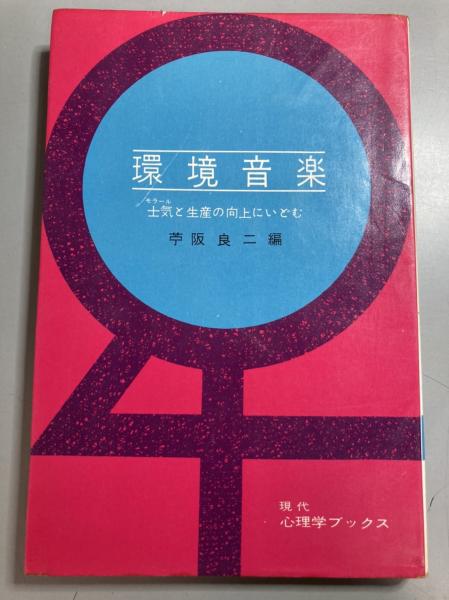 環境音楽
モラール
士気と生産の向上にいどむ
苧阪良二編
現代
心理学ブックス